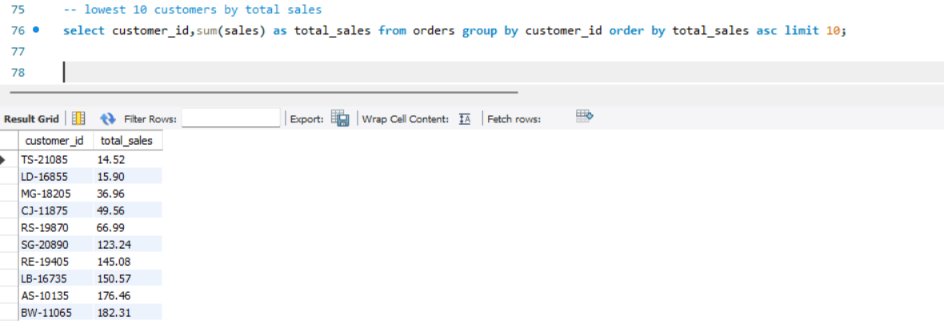 75 -- lowest 10 customers by total sales
76 select customer_id,sum(sales) as total_sales from orders group by customer_id order by total_sales asc limit 10;
77
78
Result Grid Filter Rows: Export: Wrap Cell Content: Fetch rows:
customer_id total_sales
TS-21085 14.52
LD-16855 15.90
MG-18205 36.96
CJ-11875 49.56
RS-19870 66.99
SG-20890 123.24
RE-19405 145.08
LB-16735 150.57
AS-10135 176.46
BW-11065 182.31